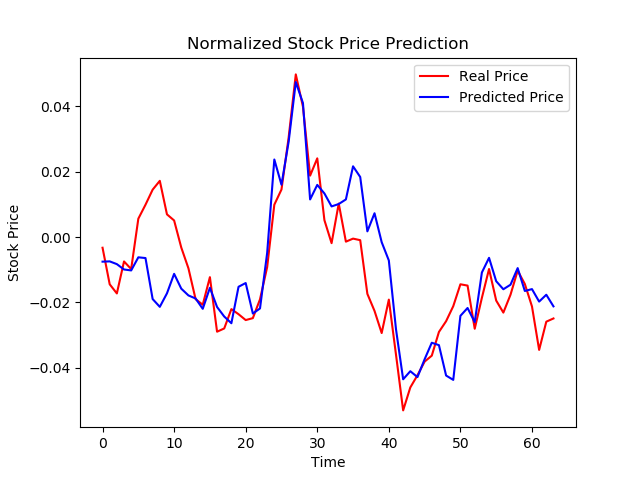 Normalized Stock Price Prediction
Real Price
Predicted Price
0.04
0.02
0.00
−0.02
−0.04
Stock Price
0 10 20 30 40 50 60
Time